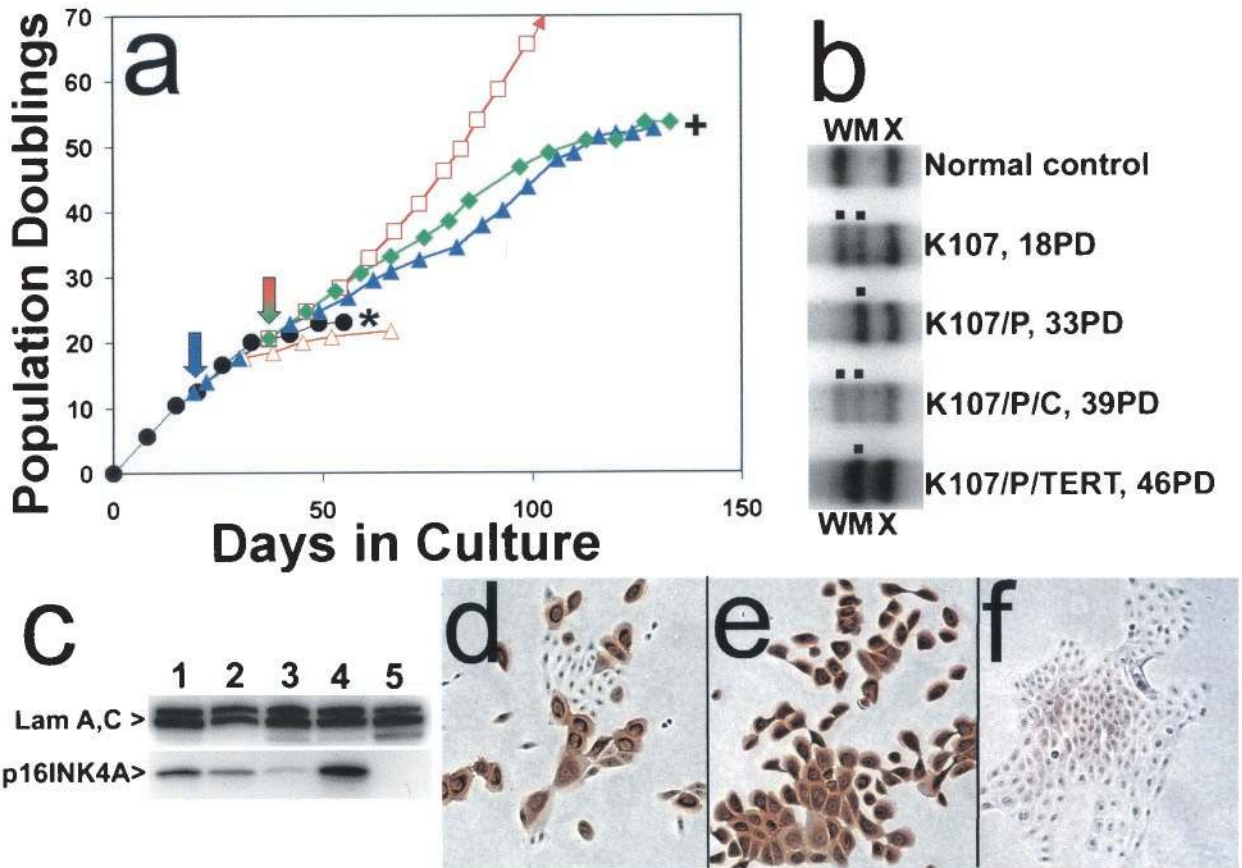 a
Population Doublings
70
60
50
40
30
20
10
0
0
50
100
150
Days in Culture
*
+
b
WM X
Normal control
K107, 18PD
K107/P, 33PD
K107/P/C, 39PD
K107/P/TERT, 46PD
WM X
c
1 2 3 4 5
Lam A,C >
p16INK4A>
d
e
f